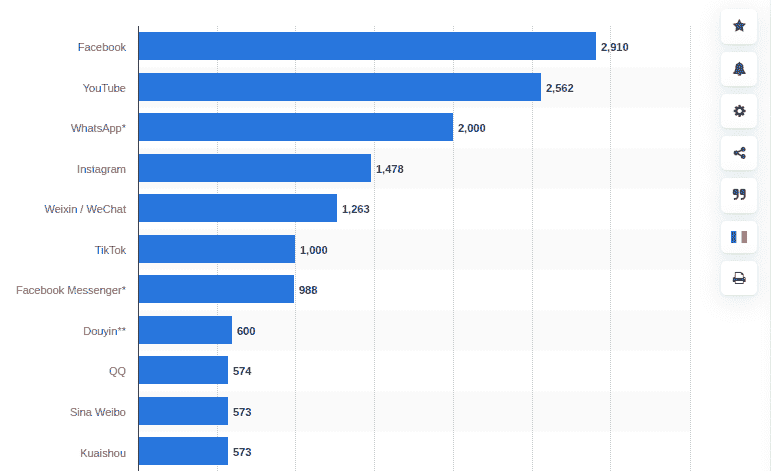 Facebook 2,910
YouTube 2,562
WhatsApp* 2,000
Instagram 1,478
Weixin / WeChat 1,263
TikTok 1,000
Facebook Messenger* 988
Douyin** 600
QQ 574
Sina Weibo 573
Kuaishou 573